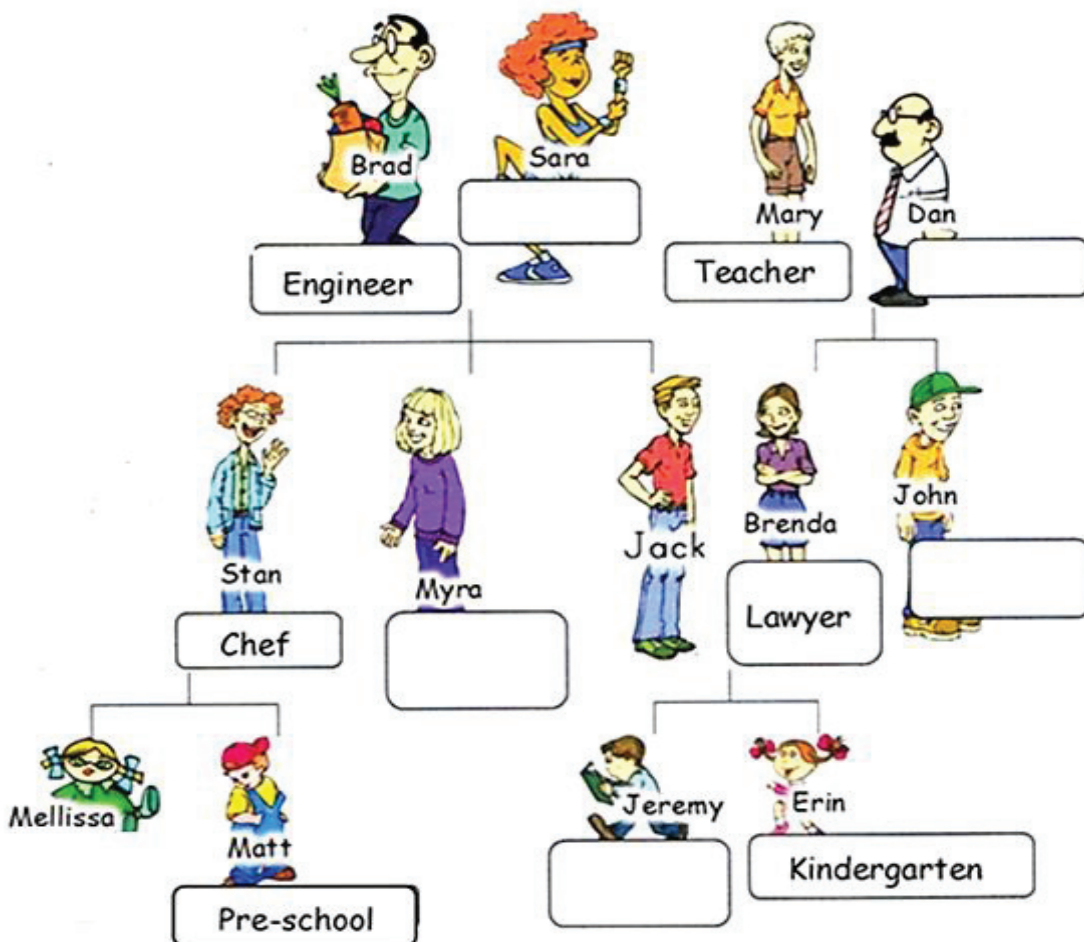 Brad
Sara
Mary
Dan
Engineer
Teacher
Stan
Myra
Jack
Brenda
John
Chef
Lawyer
Mellissa
Matt
Jeremy
Erin
Pre-school
Kindergarten